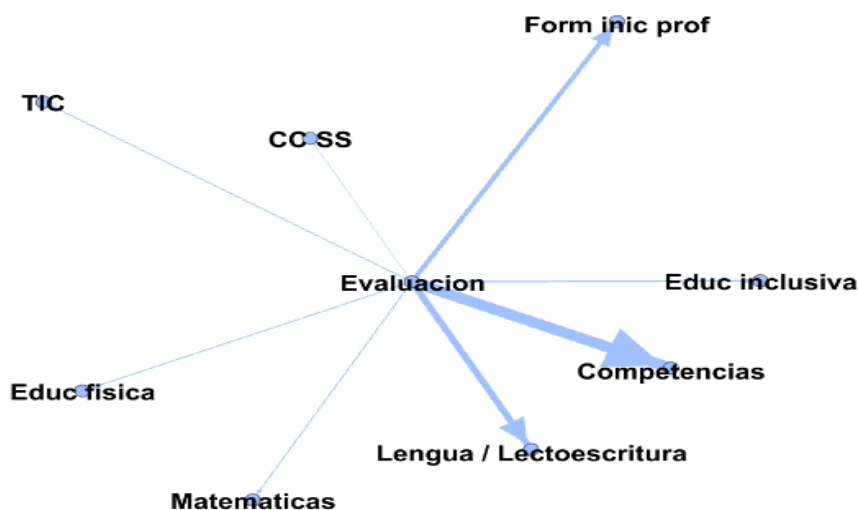 Form inic prof
TIC
CC SS
Evaluacion
Educ inclusiva
Competencias
Educ fisica
Lengua / Lectoescritura
Matematicas